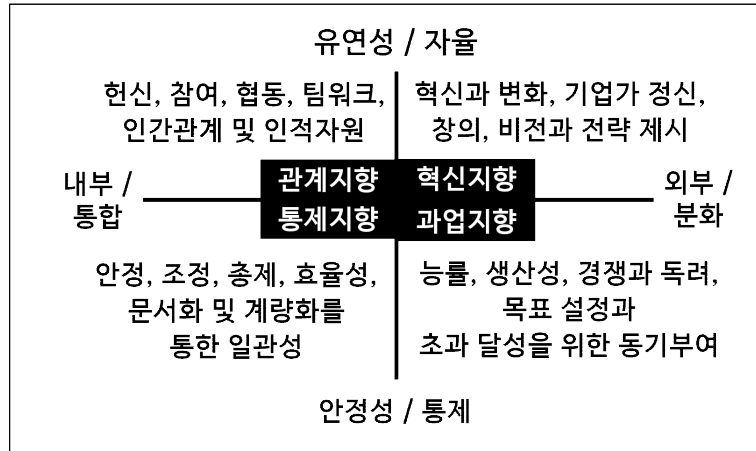 유연성 / 자율
헌신, 참여, 협동, 팀워크,
인간관계 및 인적자원
혁신과 변화, 기업가 정신,
창의, 비전과 전략 제시
내부 /
통합
관계지향
혁신지향
통제지향
과업지향
외부 /
분화
안정, 조정, 총제, 효율성,
문서화 및 계량화를
통한 일관성
능률, 생산성, 경쟁과 독려,
목표 설정과
초과 달성을 위한 동기부여
안정성 / 통제